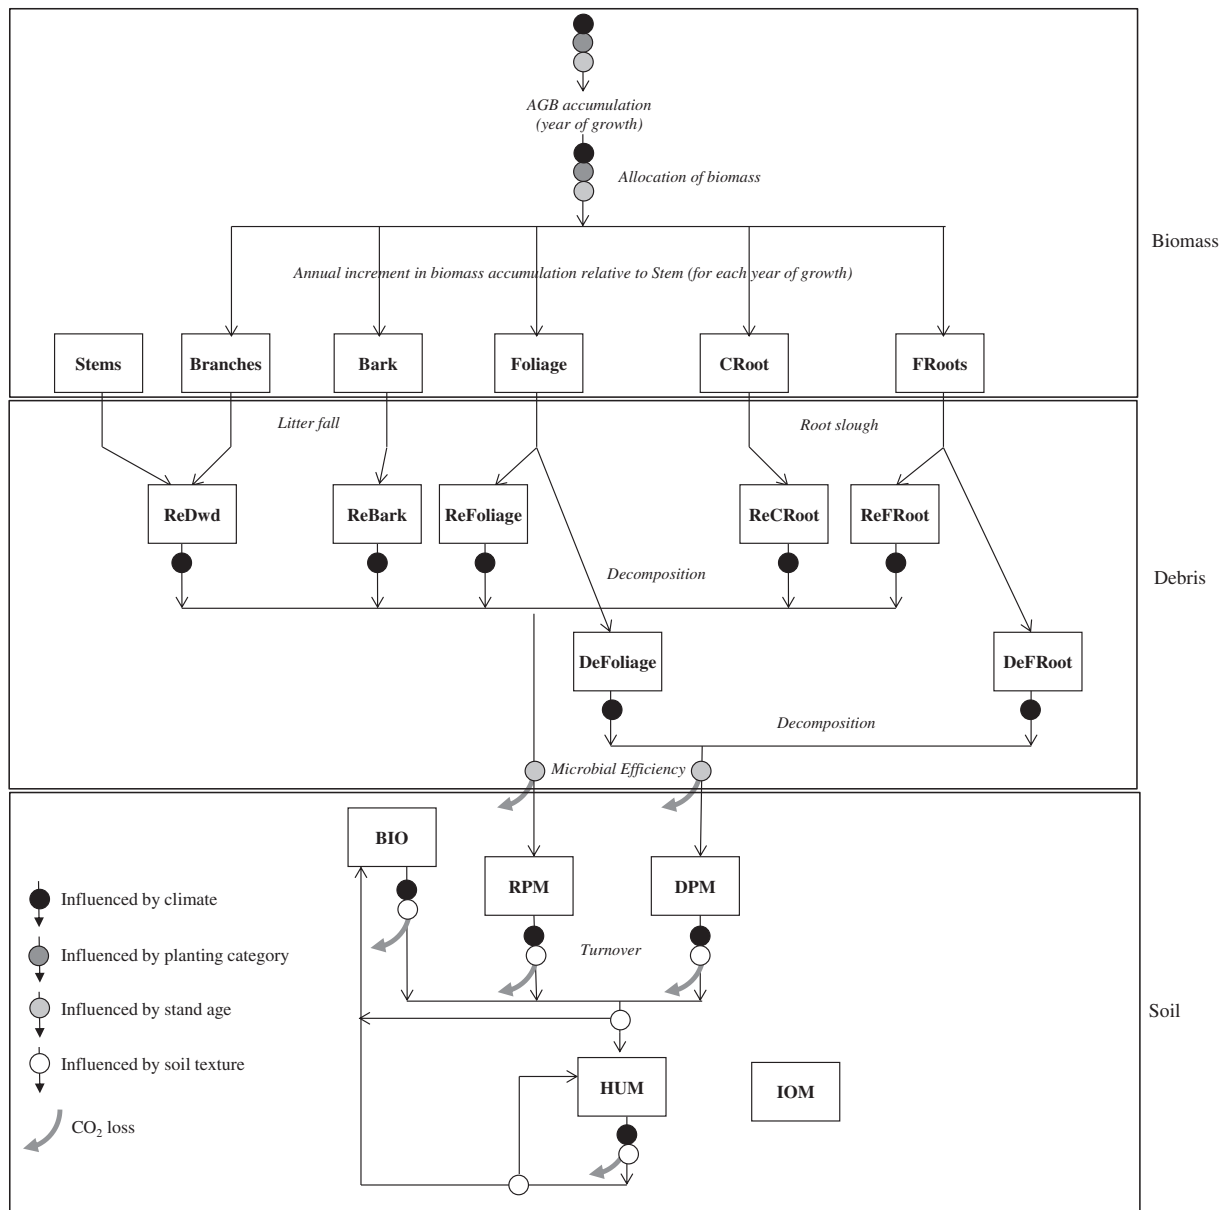 AGB accumulation
(year of growth)
Allocation of biomass
Biomass
Annual increment in biomass accumulation relative to Stem (for each year of growth)
Stems
Branches
Bark
Foliage
CRoot
FRoots
Litter fall
Root slough
ReDwd
ReBark
ReFoliage
ReCRoot
ReFRoot
Decomposition
Debris
DeFoliage
DeFRoot
Decomposition
Microbial Efficiency
BIO
RPM
DPM
Influenced by climate
Turnover
Influenced by planting category
Influenced by stand age
Soil
Influenced by soil texture
HUM
IOM
CO₂ loss